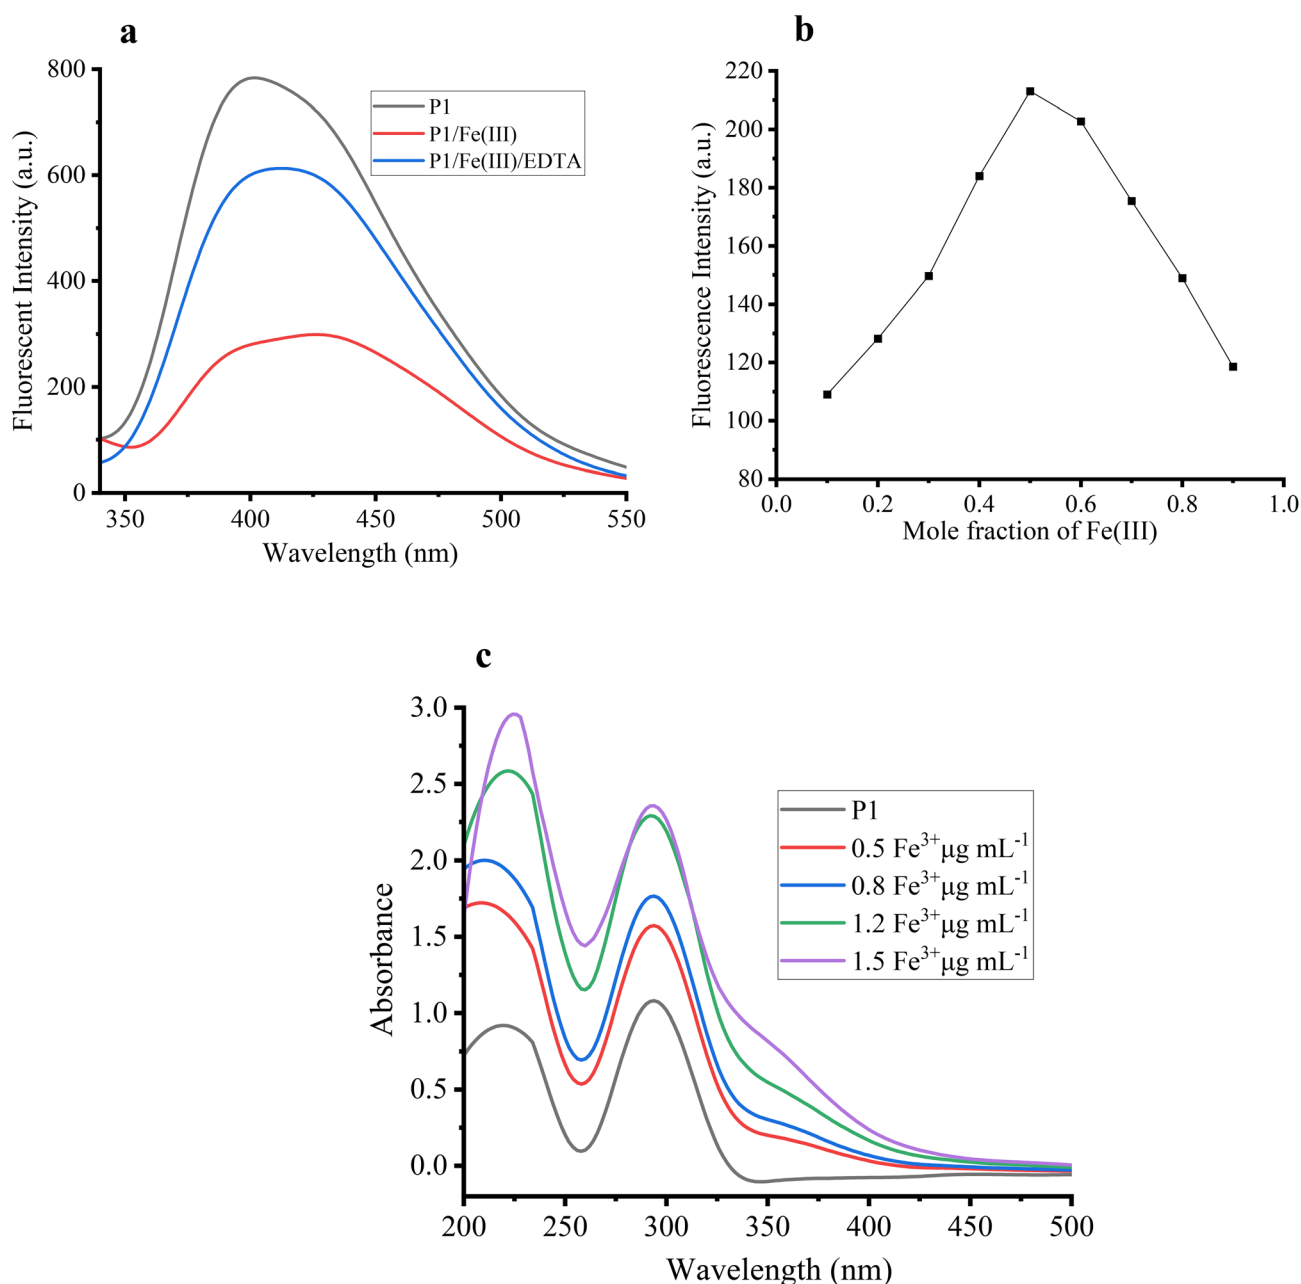 a
800
600
400
200
0
350
400
450
500
550
Fluorescent Intensity (a.u.)
Wavelength (nm)
P1
P1/Fe(III)
P1/Fe(III)/EDTA
b
220
200
180
160
140
120
100
80
0.0
0.2
0.4
0.6
0.8
1.0
Fluorescence Intensity (a.u.)
Mole fraction of Fe(III)
c
3.0
2.5
2.0
1.5
1.0
0.5
0.0
200
250
300
350
400
450
500
Absorbance
Wavelength (nm)
P1
0.5 Fe³⁺μg mL⁻¹
0.8 Fe³⁺μg mL⁻¹
1.2 Fe³⁺μg mL⁻¹
1.5 Fe³⁺μg mL⁻¹